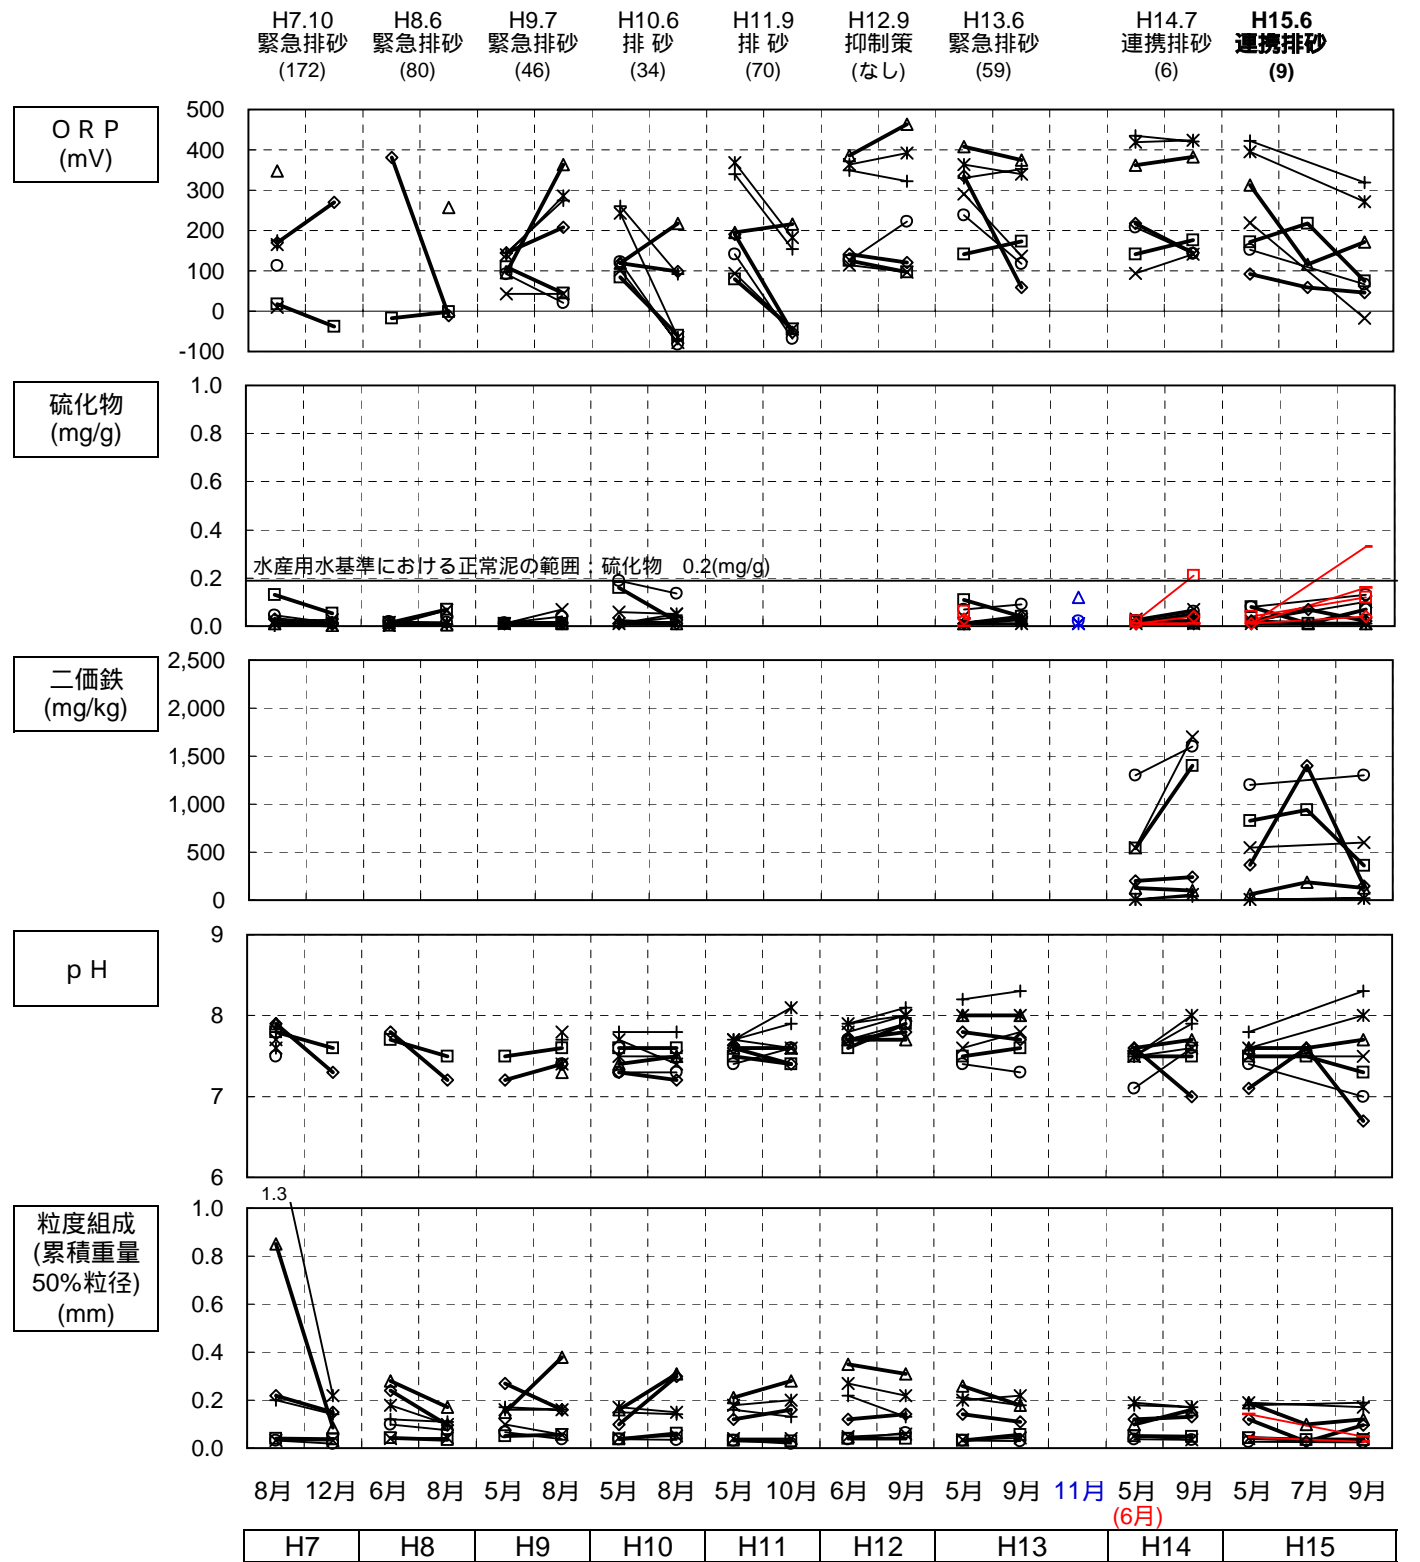 H7.10 H8.6 H9.7 H10.6 H11.9 H12.9 H13.6 H14.7 H15.6
緊急排砂 緊急排砂 緊急排砂 排 砂 排 砂 抑制策 緊急排砂 連携排砂 連携排砂
(172) (80) (46) (34) (70) (なし) (59) (6) (9)
ORP
(mV)
500
400
300
200
100
0
-100
硫化物
(mg/g)
1.0
0.8
0.6
0.4
0.2
0.0
水産用水基準における正常泥の範囲：硫化物 0.2(mg/g)
二価鉄
(mg/kg)
2,500
2,000
1,500
1,000
500
0
pH
9
8
7
6
粒度組成
(累積重量
50%粒径)
(mm)
1.3
1.0
0.8
0.6
0.4
0.2
0.0
8月 12月 6月 8月 5月 8月 5月 8月 5月 10月 6月 9月 5月 9月 11月 5月 9月 5月 7月 9月
(6月)
H7 H8 H9 H10 H11 H12 H13 H14 H15